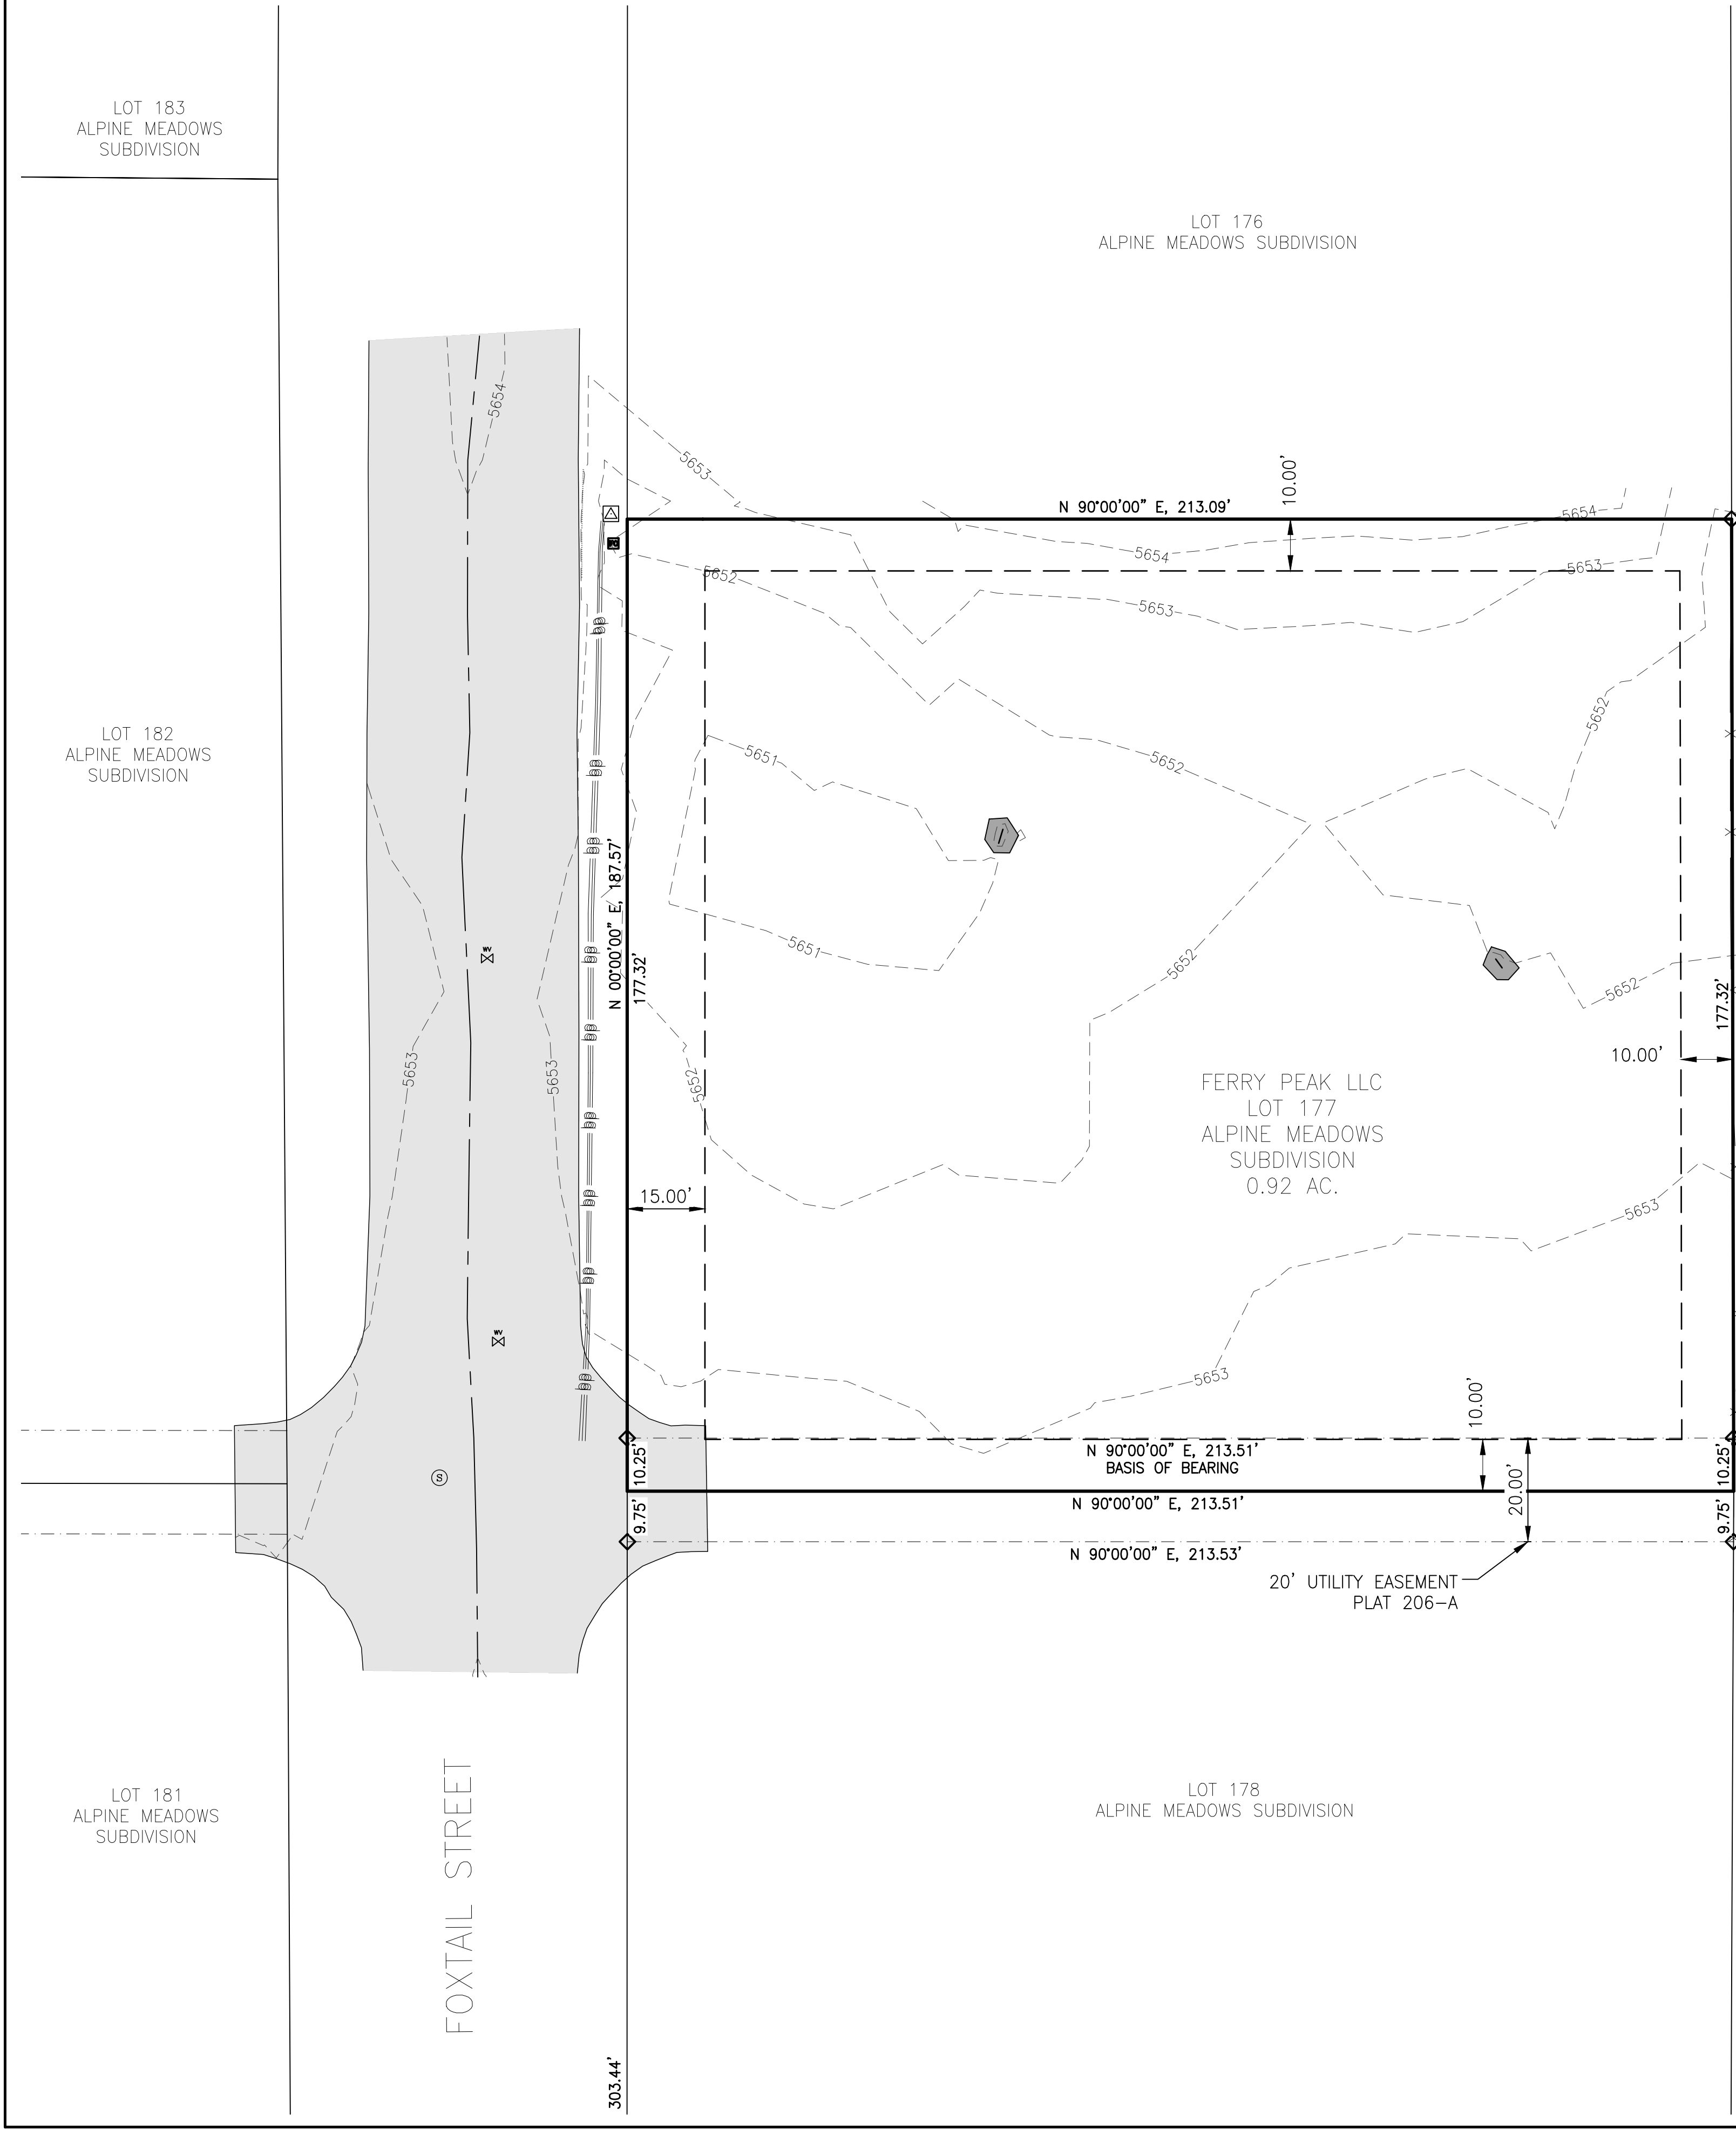 LOT 183
ALPINE MEADOWS
SUBDIVISION
LOT 176
ALPINE MEADOWS SUBDIVISION
5654
5653
N 90°00'00" E, 213.09'
10.00'
5654
5654
5652
5653
5653
LOT 182
ALPINE MEADOWS
SUBDIVISION
5652
5651
5652
N 00°00'00" E, 187.57'
177.32'
WV
5651
5652
5652
177.32'
5653
5653
5652
10.00'
FERRY PEAK LLC
LOT 177
ALPINE MEADOWS
SUBDIVISION
0.92 AC.
15.00'
5653
WV
5653
10.00'
S
10.25'
N 90°00'00" E, 213.51'
BASIS OF BEARING
10.25'
N 90°00'00" E, 213.51'
20.00'
9.75'
9.75'
N 90°00'00" E, 213.53'
20' UTILITY EASEMENT
PLAT 206-A
LOT 181
ALPINE MEADOWS
SUBDIVISION
FOXTAIL STREET
LOT 178
ALPINE MEADOWS SUBDIVISION
303.44'